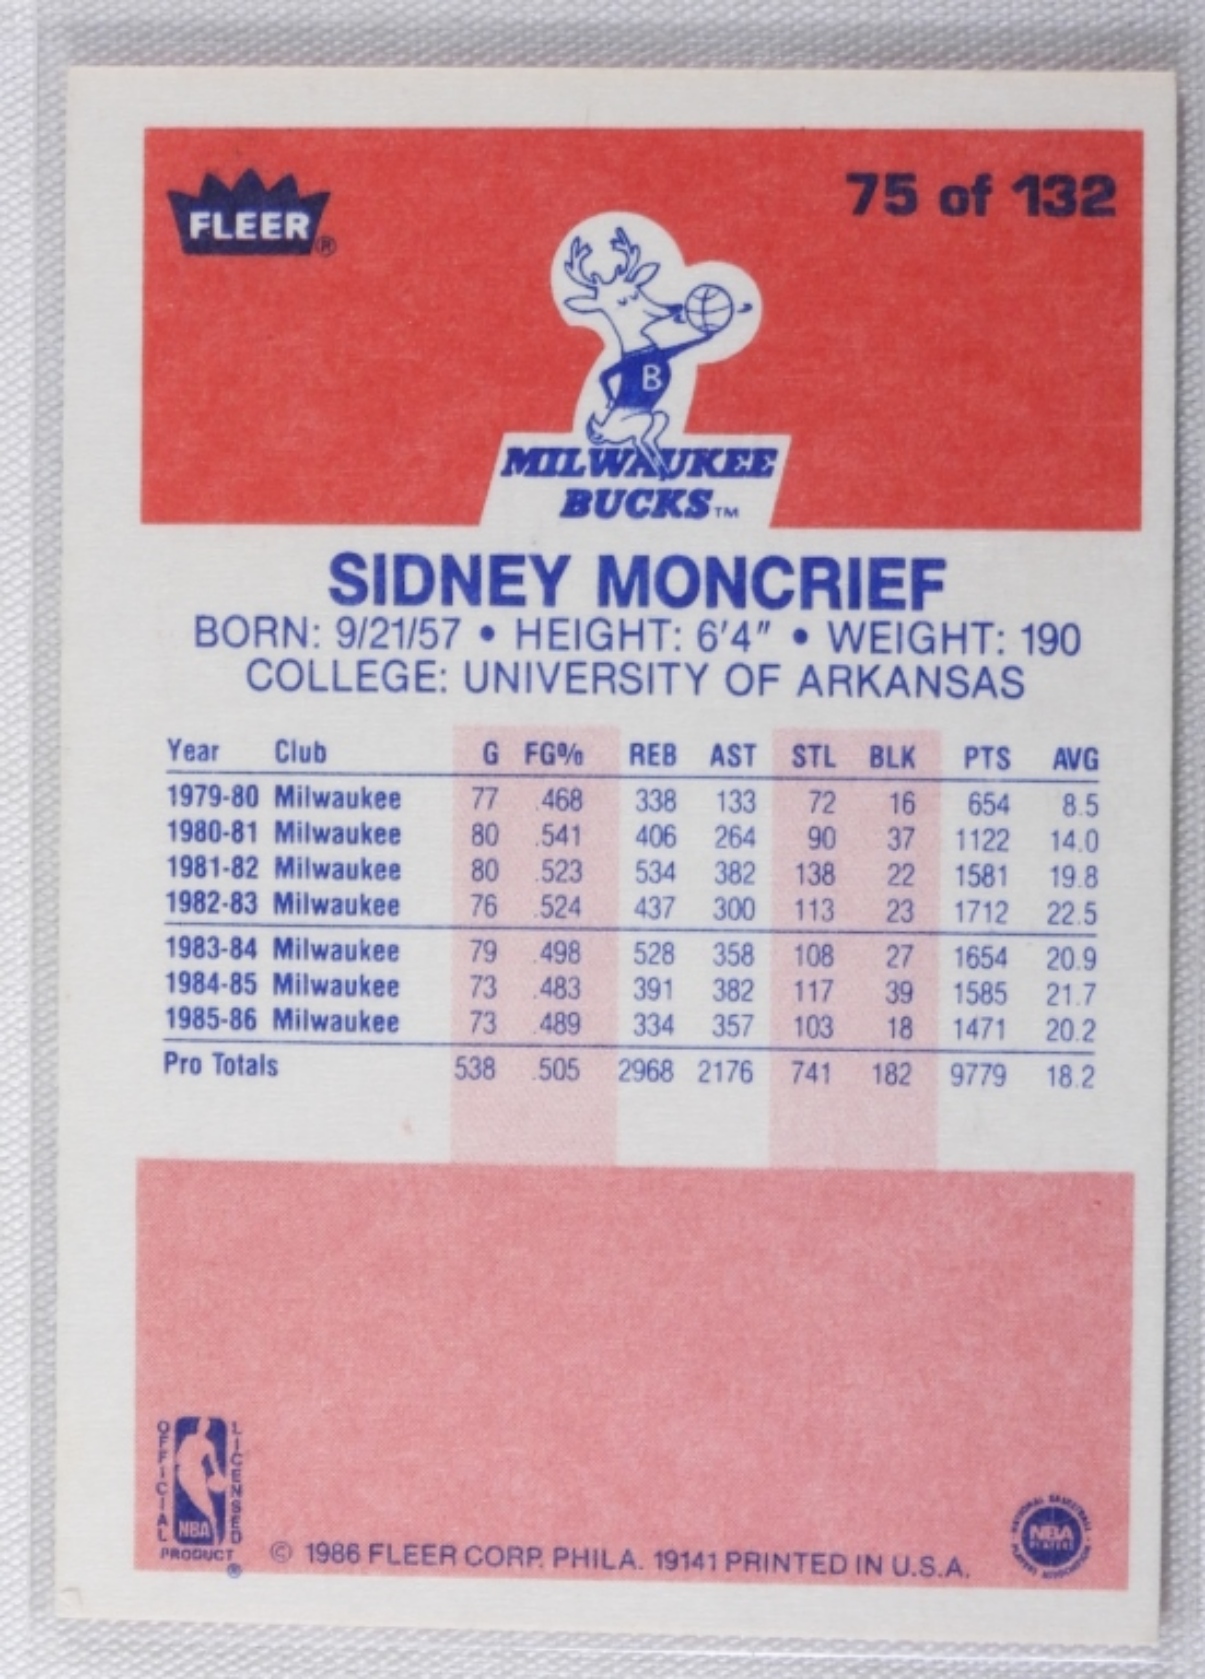 FLEER®
75 of 132
B
MILWAUKEE
BUCKS™
SIDNEY MONCRIEF
BORN: 9/21/57 • HEIGHT: 6'4" • WEIGHT: 190
COLLEGE: UNIVERSITY OF ARKANSAS
Year Club G FG% REB AST STL BLK PTS AVG
1979-80 Milwaukee 77 .468 338 133 72 16 654 8.5
1980-81 Milwaukee 80 .541 406 264 90 37 1122 14.0
1981-82 Milwaukee 80 .523 534 382 138 22 1581 19.8
1982-83 Milwaukee 76 .524 437 300 113 23 1712 22.5
1983-84 Milwaukee 79 .498 528 358 108 27 1654 20.9
1984-85 Milwaukee 73 .483 391 382 117 39 1585 21.7
1985-86 Milwaukee 73 .489 334 357 103 18 1471 20.2
Pro Totals 538 .505 2968 2176 741 182 9779 18.2
OFFICIAL
LICENSED
NBA
PRODUCT
®
© 1986 FLEER CORP. PHILA. 19141 PRINTED IN U.S.A.
NATIONAL BASKETBALL
NBA
PLAYERS
PLAYERS ASSOCIATION